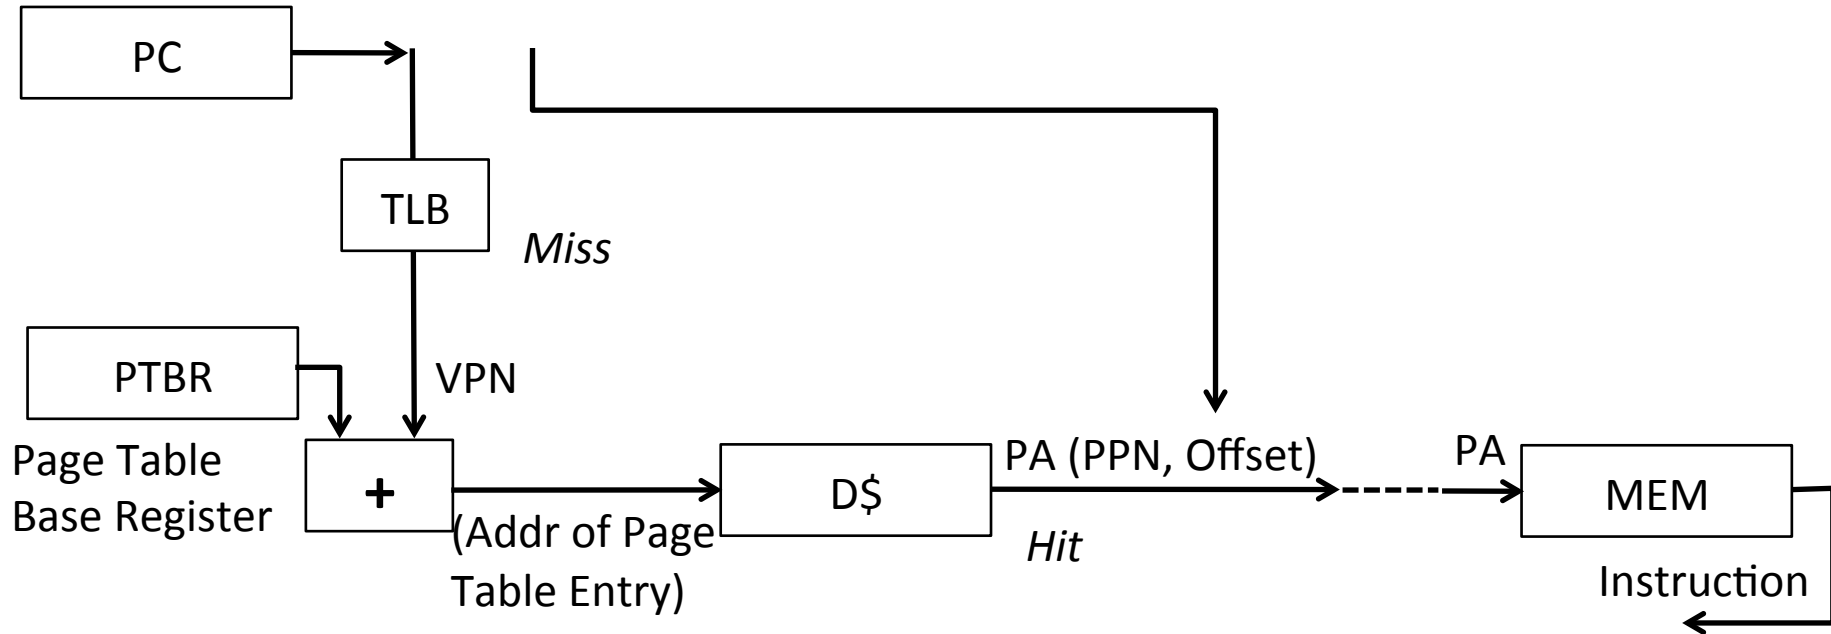 PC
TLB
Miss
PTBR
VPN
Page Table
Base Register
+
(Addr of Page
Table Entry)
D$
PA (PPN, Offset)
Hit
PA
MEM
Instruction